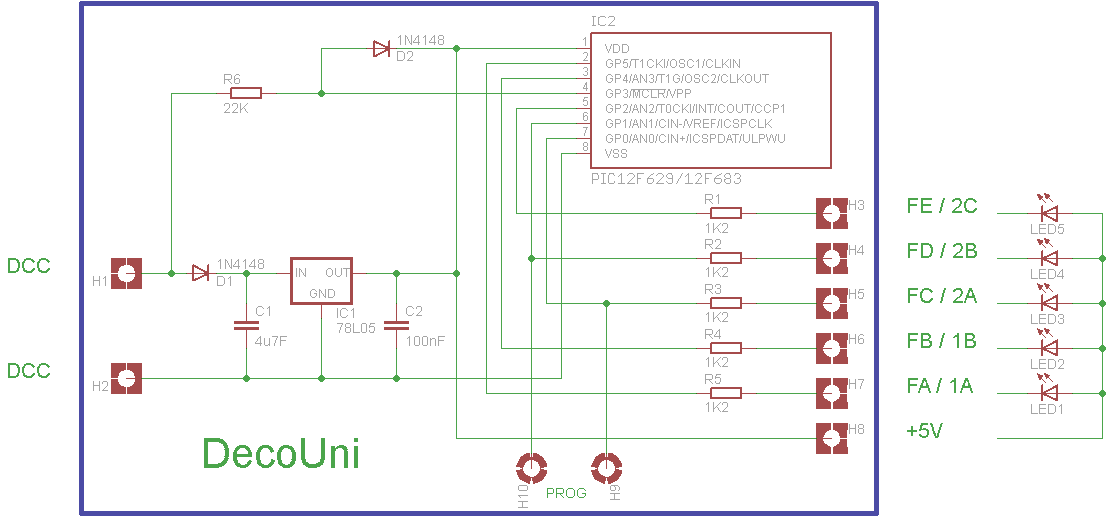 IC2
1N4148
D2
1 VDD
2 GP5/T1CKI/OSC1/CLKIN
3 GP4/AN3/T1G/OSC2/CLKOUT
4 GP3/MCLR/VPP
5 GP2/AN2/T0CKI/INT/COUT/CCP1
6 GP1/AN1/CIN-/VREF/ICSPCLK
7 GP0/AN0/CIN+/ICSPDAT/ULPWU
8 VSS
PIC12F629/12F683
R6
22K
R1
1K2
H3
FE / 2C
LED5
R2
1K2
H4
FD / 2B
LED4
R3
1K2
H5
FC / 2A
LED3
R4
1K2
H6
FB / 1B
LED2
R5
1K2
H7
FA / 1A
LED1
H8
+5V
DCC
H1
1N4148
D1
IN OUT
GND
IC1
78L05
C1
4u7F
C2
100nF
DCC
H2
DecoUni
H10
PROG
H9